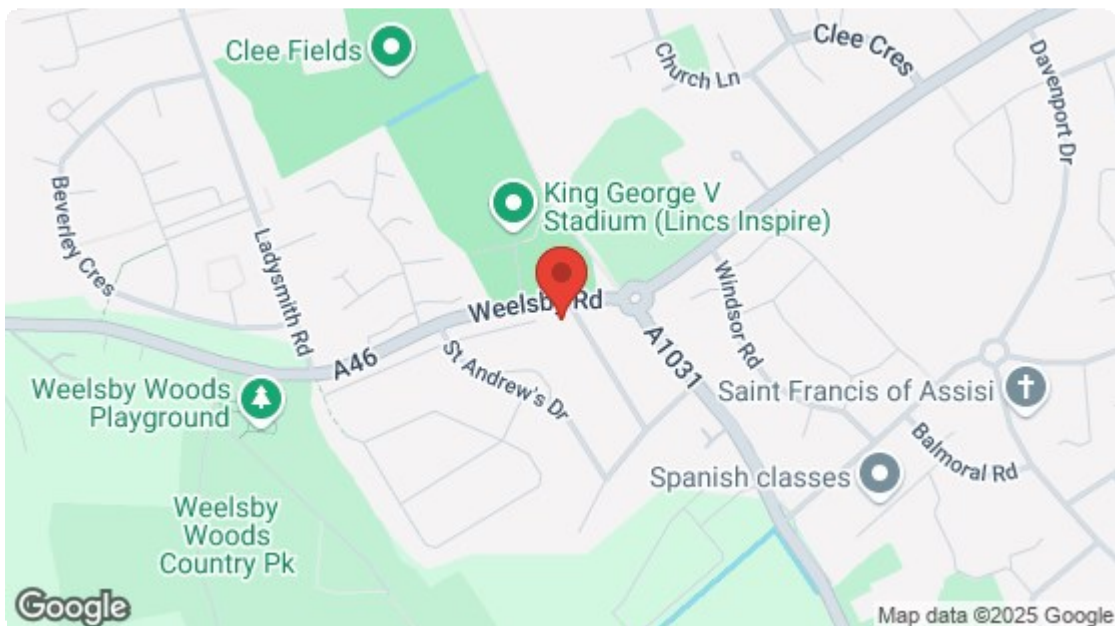 Clee Fields
Church Ln
Clee Cres
Davenport Dr
King George V
Stadium (Lincs Inspire)
Beverley Cres
Ladysmith Rd
Weelsby Rd
Windsor Rd
A46
A1031
St Andrew's Dr
Weelsby Woods
Playground
Saint Francis of Assisi
Balmoral Rd
Spanish classes
Weelsby
Woods
Country Pk
Google
Map data ©2025 Google